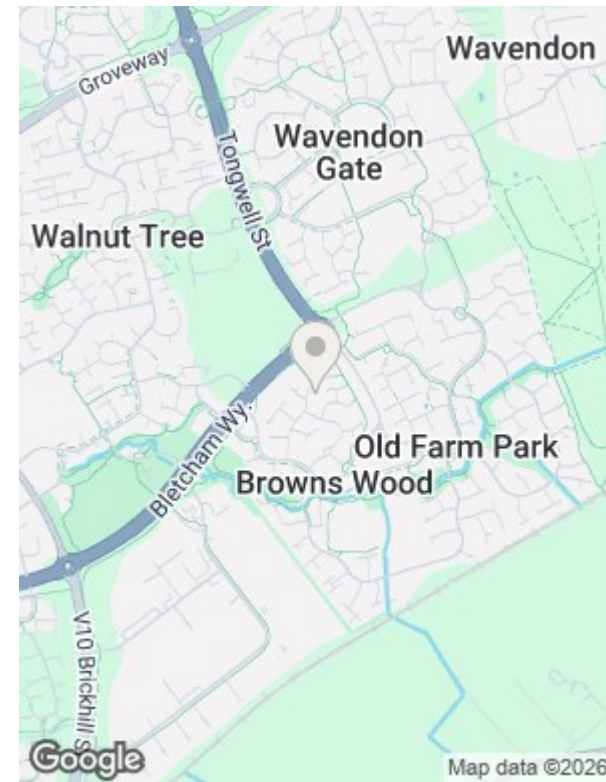 Groveway
Wavendon
Tongwell St
Wavendon
Gate
Walnut Tree
Bletcham Wy.
Old Farm Park
Browns Wood
V10 Brickhill S
Google
Map data ©2026